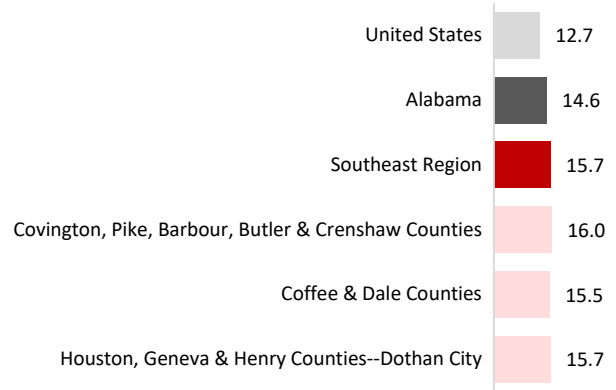 United States 12.7
Alabama 14.6
Southeast Region 15.7
Covington, Pike, Barbour, Butler & Crenshaw Counties 16.0
Coffee & Dale Counties 15.5
Houston, Geneva & Henry Counties--Dothan City 15.7